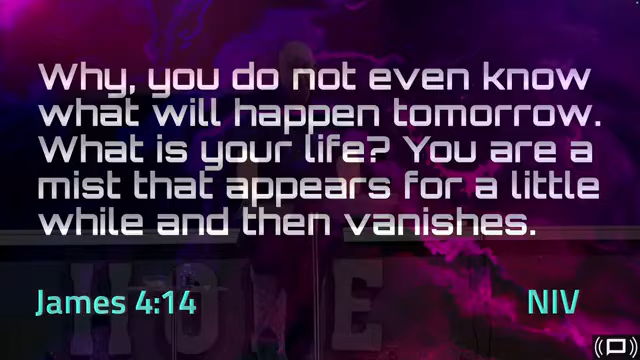 Why, you do not even know
what will happen tomorrow.
What is your life? You are a
mist that appears for a little
while and then vanishes.
James 4:14
NIV